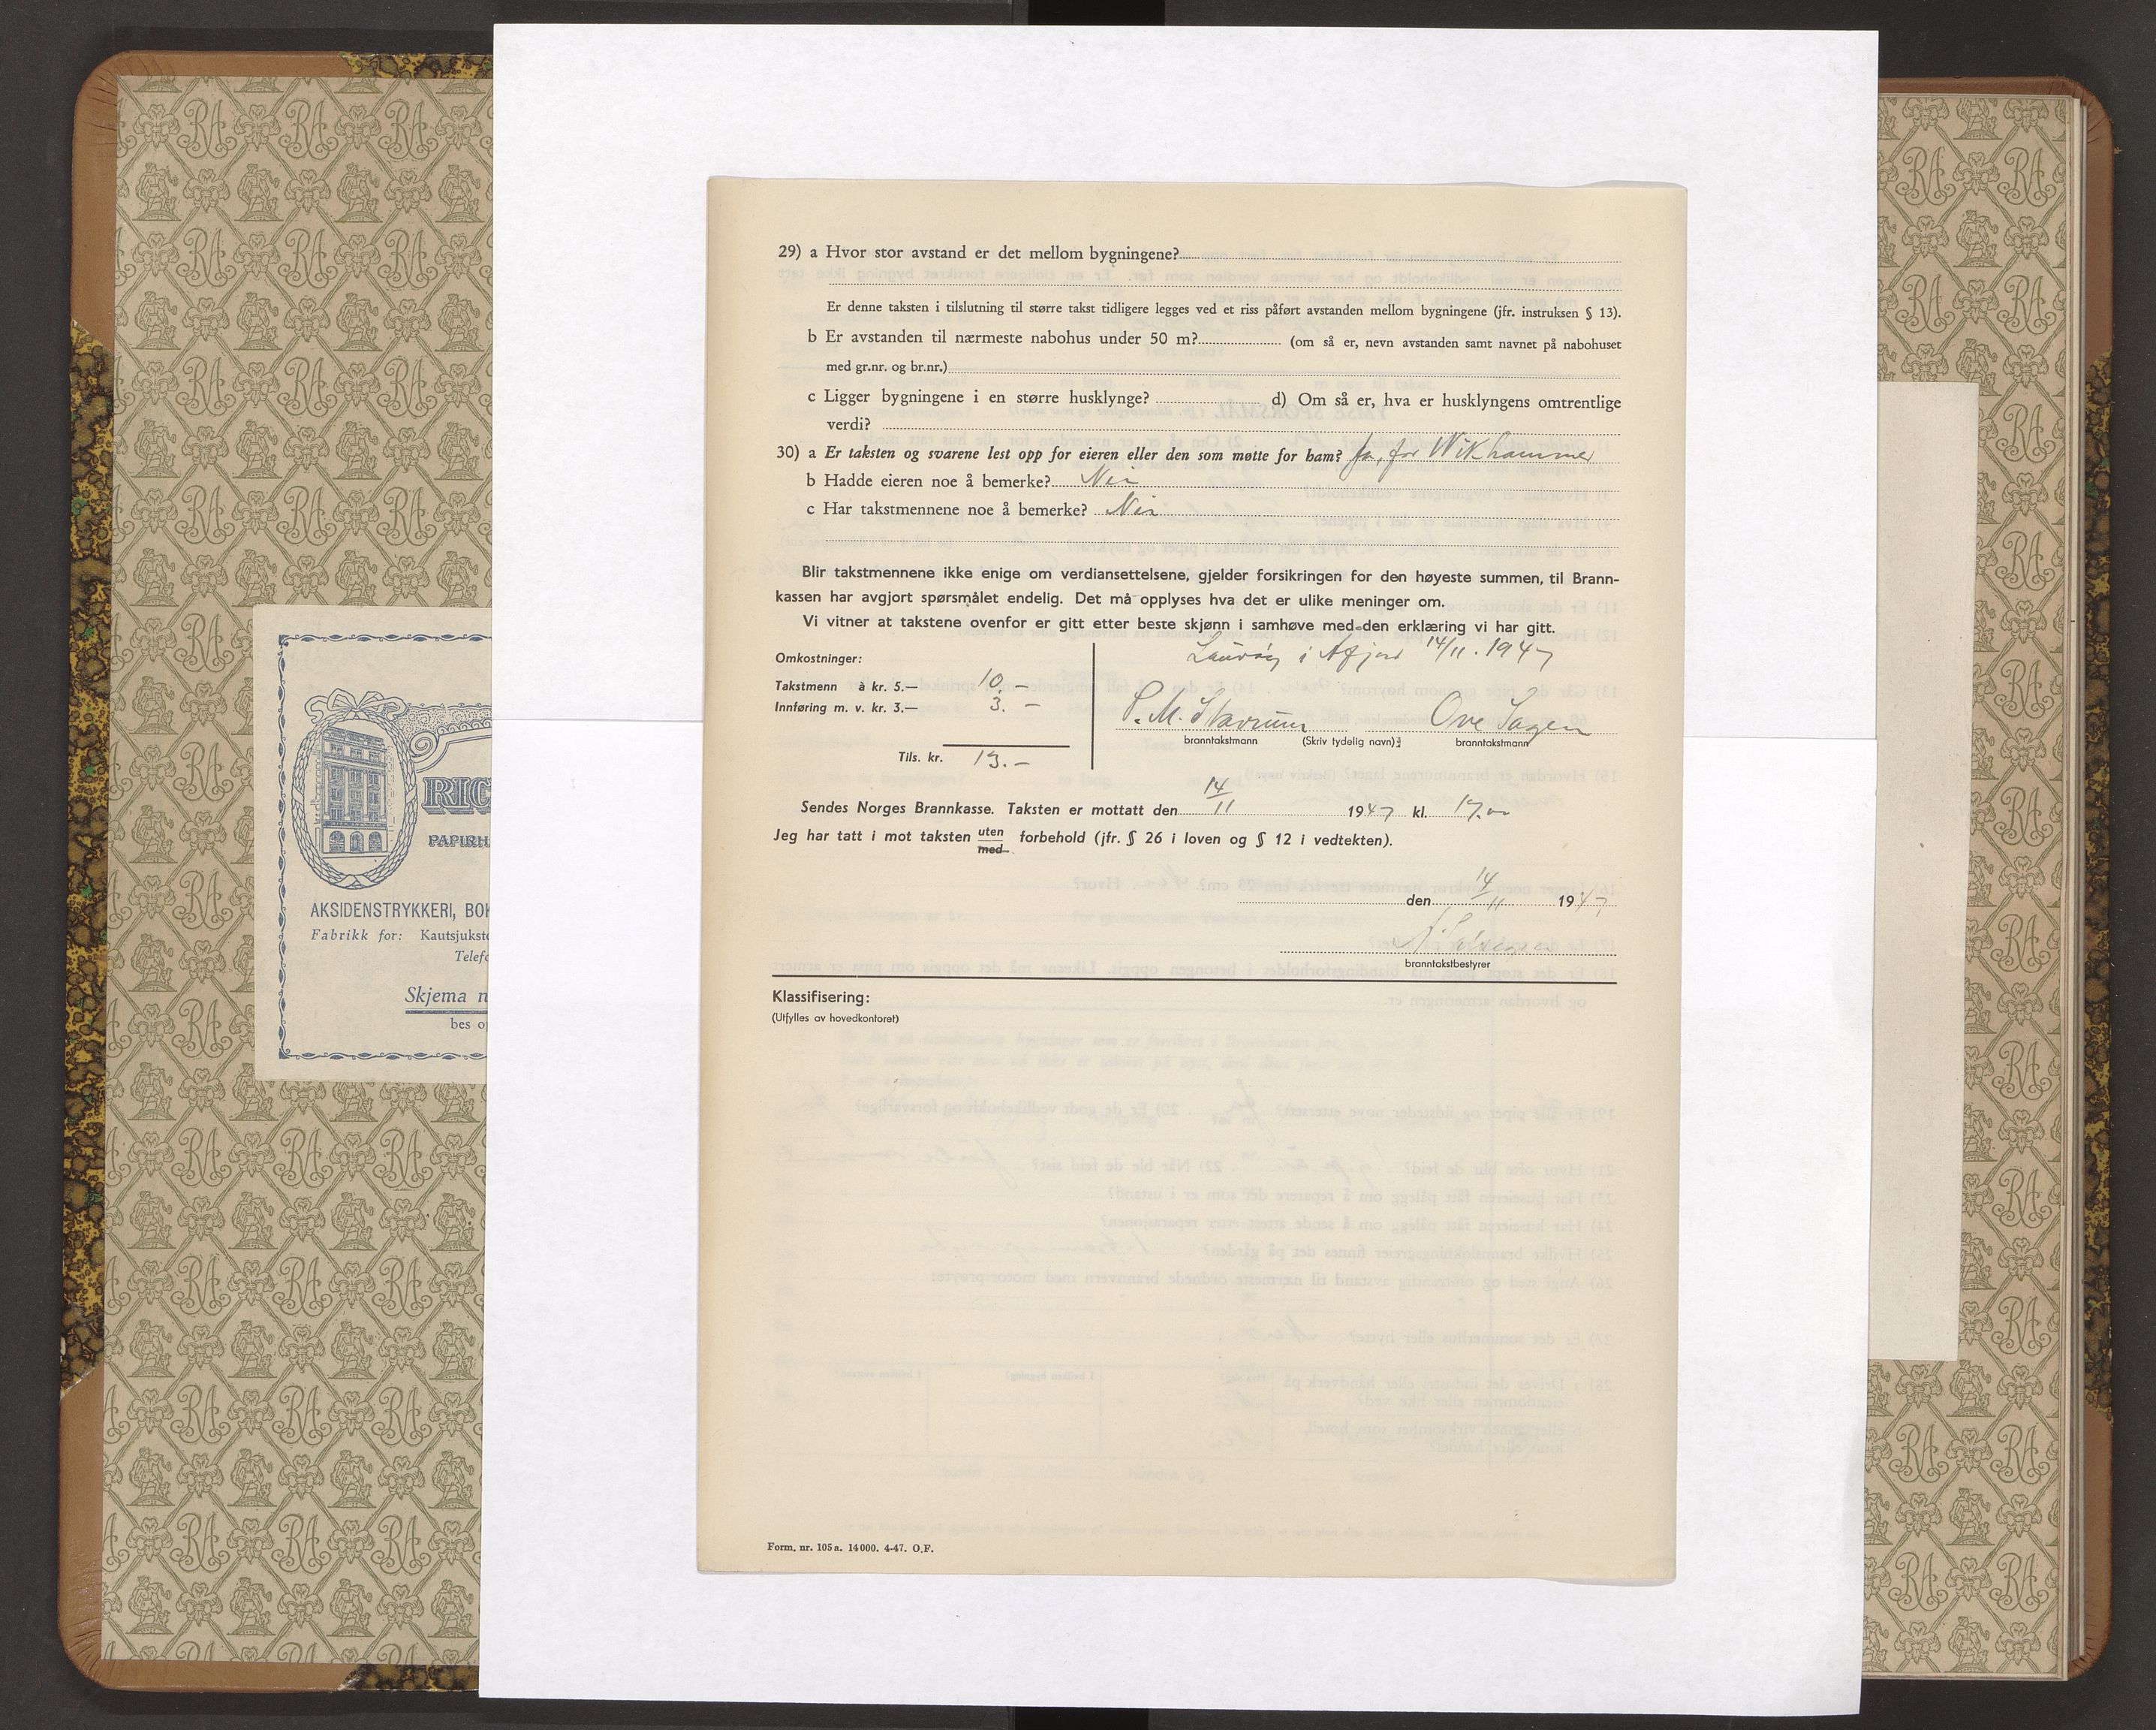 29) a Hvor stor avstand er det mellom bygningene?
Er denne taksten i tilslutning til større takst tidligere legges ved et riss påført avstanden mellom bygningene (jfr. instruksen § 13).
b Er avstanden til nærmeste nabohus under 50 m? (om så er, nevn avstanden samt navnet på nabohuset
med gr.nr. og br.nr.)
c Ligger bygningene i en større husklynge? d) Om så er, hva er husklyngens omtrentlige
verdi?
30) a Er taksten og svarene lest opp for eieren eller den som møtte for ham? Ja, for Wikhammer
b Hadde eieren noe å bemerke? Nei
c Har takstmennene noe å bemerke? Nei
Blir takstmennene ikke enige om verdiansettelsene, gjelder forsikringen for den høyeste summen, til Brann-
kassen har avgjort spørsmålet endelig. Det må opplyses hva det er ulike meninger om.
Vi vitner at takstene ovenfor er gitt etter beste skjønn i samhøve med den erklæring vi har gitt.
Lauvøy i Åfjord 14/11. 1947
Omkostninger:
Takstmenn à kr. 5.— 10.-
Innføring m. v. kr. 3.— 3.-
Tils. kr. 13.-
P. M. Stavrum Ove Sagen
branntakstmann (Skriv tydelig navn) branntakstmann
Sendes Norges Brannkasse. Taksten er mottatt den 14/11 1947 kl. 17.00
Jeg har tatt i mot taksten uten forbehold (jfr. § 26 i loven og § 12 i vedtekten).
med
den 14/11 1947
branntakstbestyrer
Klassifisering:
(Utfylles av hovedkontoret)
Form. nr. 105 a. 14 000. 4-47. O.F.
RIC
PAPIRH
AKSIDENSTRYKKERI, BOK
Fabrikk for: Kautsjukste
Telefo
Skjema n
bes o